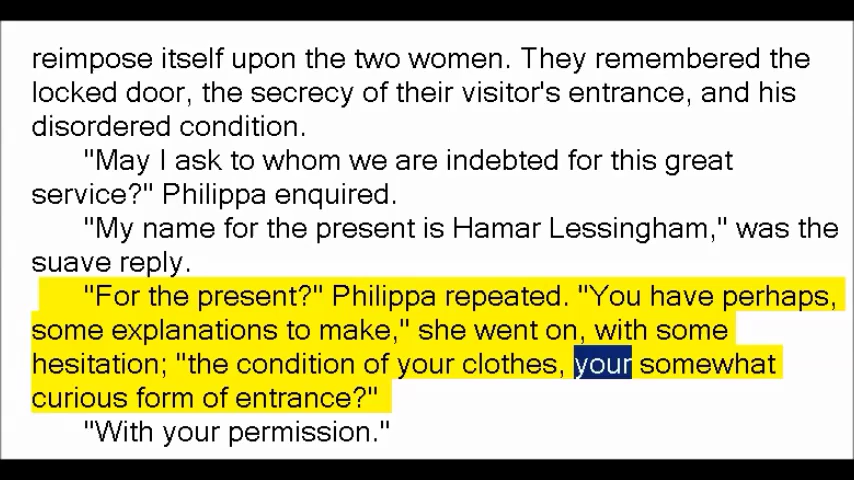 reimpose itself upon the two women. They remembered the
locked door, the secrecy of their visitor's entrance, and his
disordered condition.
"May I ask to whom we are indebted for this great
service?" Philippa enquired.
"My name for the present is Hamar Lessingham," was the
suave reply.
"For the present?" Philippa repeated. "You have perhaps,
some explanations to make," she went on, with some
hesitation; "the condition of your clothes, your somewhat
curious form of entrance?"
"With your permission."